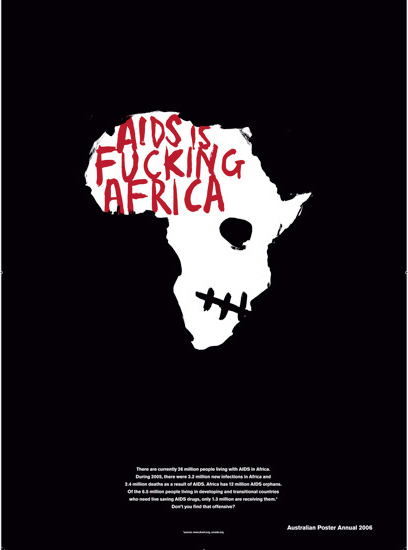 AIDS IS
FUCKING
AFRICA
There are currently 26 million people living with AIDS in Africa.
During 2005, there were 3.2 million new infections in Africa and
2.4 million deaths as a result of AIDS. Africa has 12 million AIDS orphans.
Of the 6.5 million people living in developing and transitional countries
who need live saving AIDS drugs, only 1.3 million are receiving them.*
Don't you find that offensive?
Australian Poster Annual 2006